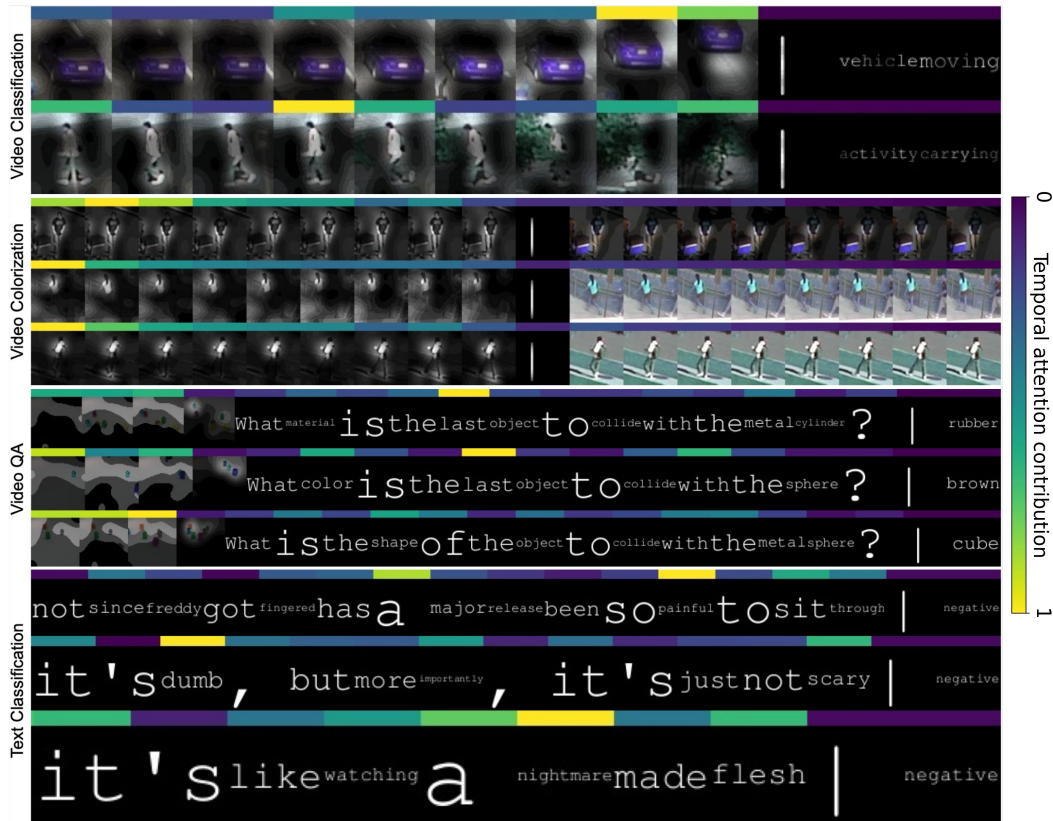 Video Classification
vehiclemoving
activitycarrying
Video Colorization
Video QA
What material is the last object to collide with the metal cylinder ? | rubber
What color is the last object to collide with the sphere ? | brown
What is the shape of the object to collide with the metal sphere ? | cube
Text Classification
not since freddy got fingered has a major release been so painful to sit through | negative
it's dumb , but more importantly , it's just not scary | negative
it's like watching a nightmare made flesh | negative
0
Temporal attention contribution
1